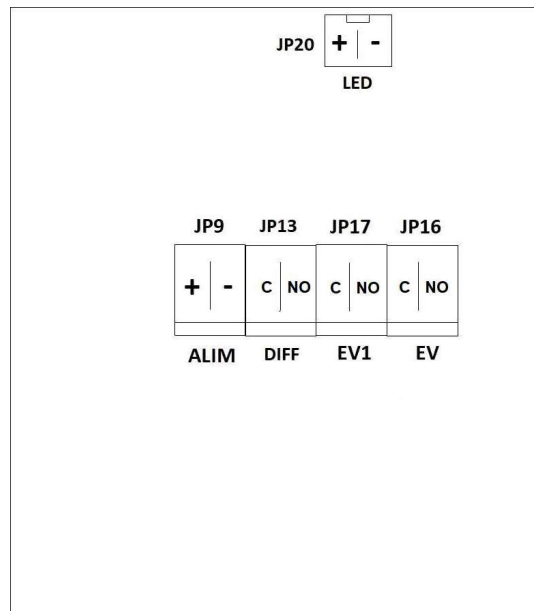 JP20 + -
LED
JP9 JP13 JP17 JP16
+ - C NO C NO C NO
ALIM DIFF EV1 EV